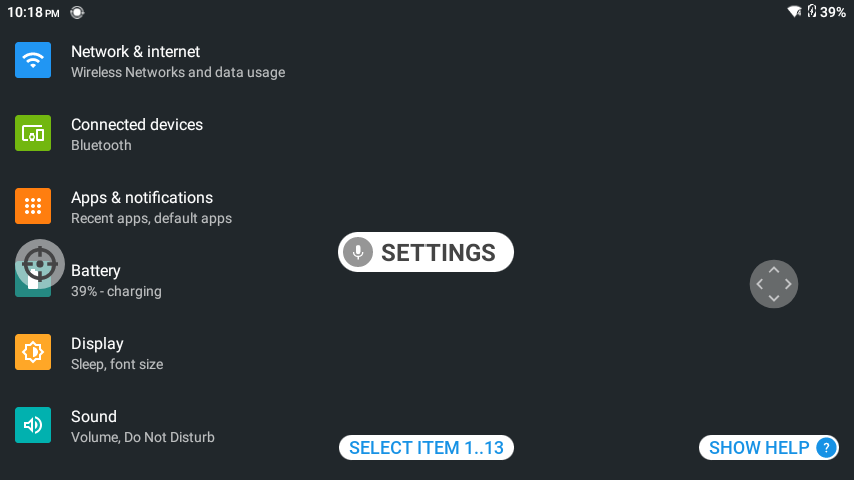 10:18 PM
39%
Network & internet
Wireless Networks and data usage
Connected devices
Bluetooth
Apps & notifications
Recent apps, default apps
SETTINGS
Battery
39% - charging
Display
Sleep, font size
Sound
Volume, Do Not Disturb
SELECT ITEM 1..13
SHOW HELP ?